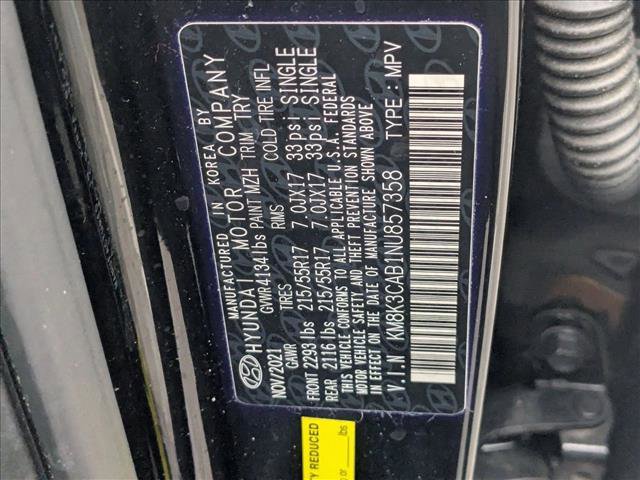 MANUFACTURED IN KOREA BY
HYUNDAI MOTOR COMPANY
NOV/2021 GVWR 4134 lbs PAINT MZH TRIM TRY
GAWR TIRES RIMS COLD TIRE INFL
FRONT 2293 lbs 215/55R17 7.0JX17 33psi SINGLE
REAR 2116 lbs 215/55R17 7.0JX17 33psi SINGLE
THIS VEHICLE CONFORMS TO ALL APPLICABLE U.S.A. FEDERAL
MOTOR VEHICLE SAFETY AND THEFT PREVENTION STANDARDS
IN EFFECT ON THE DATE OF MANUFACTURE SHOWN ABOVE.
V.I.N KM8K3CAB1NU857358 TYPE : MPV
Y REDUCED
or lbs